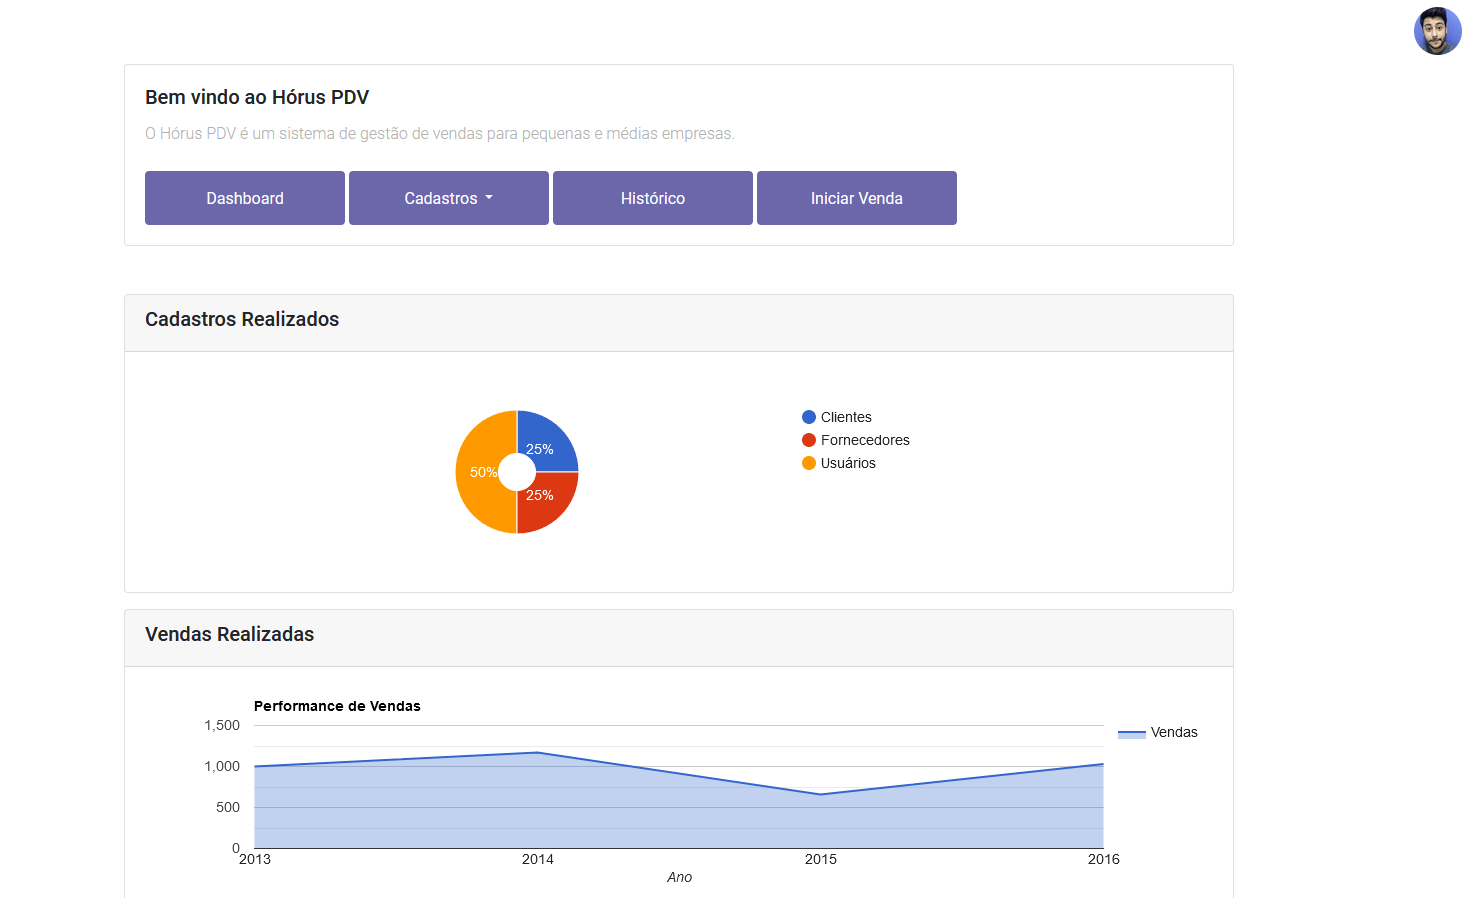 Bem vindo ao Hórus PDV
O Hórus PDV é um sistema de gestão de vendas para pequenas e médias empresas.
Dashboard
Cadastros
Histórico
Iniciar Venda
Cadastros Realizados
25%
50%
25%
Clientes
Fornecedores
Usuários
Vendas Realizadas
Performance de Vendas
1,500
1,000
500
0
Vendas
2013 2014 2015 2016
Ano